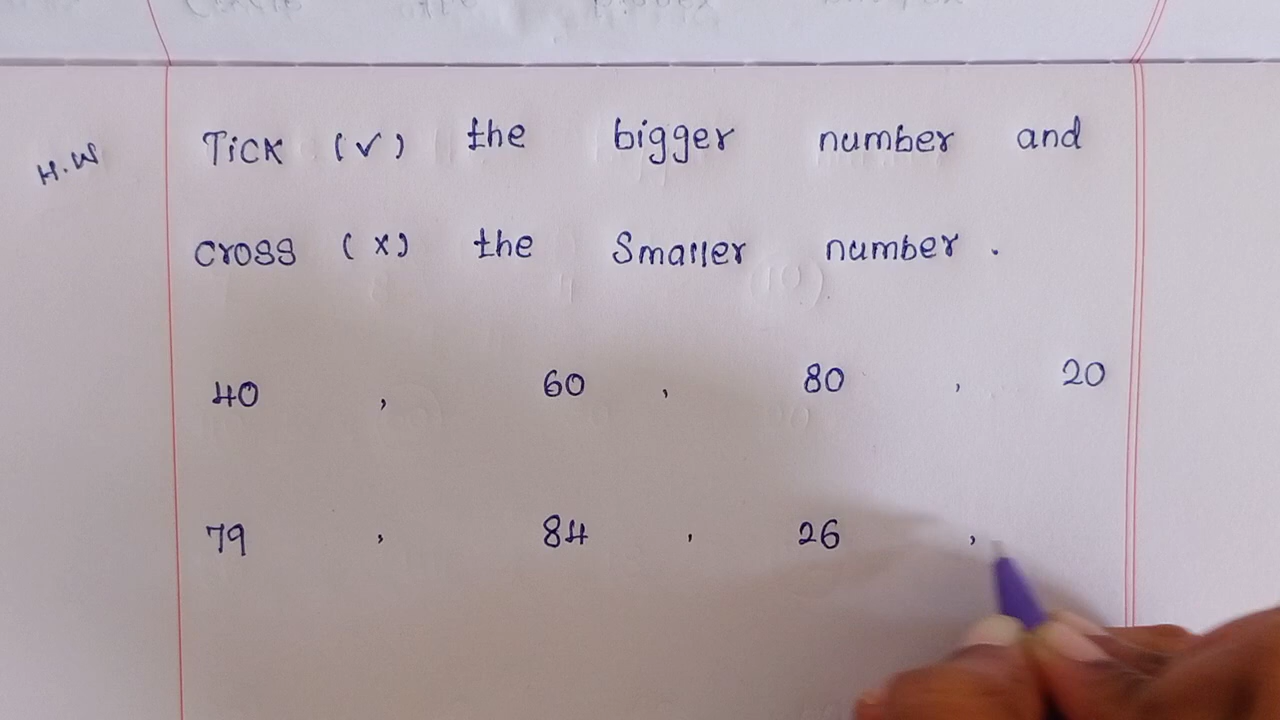 H.W
Tick (✓) the bigger number and
cross (x) the Smaller number.
40 , 60 , 80 , 20
79 , 84 , 26 ,